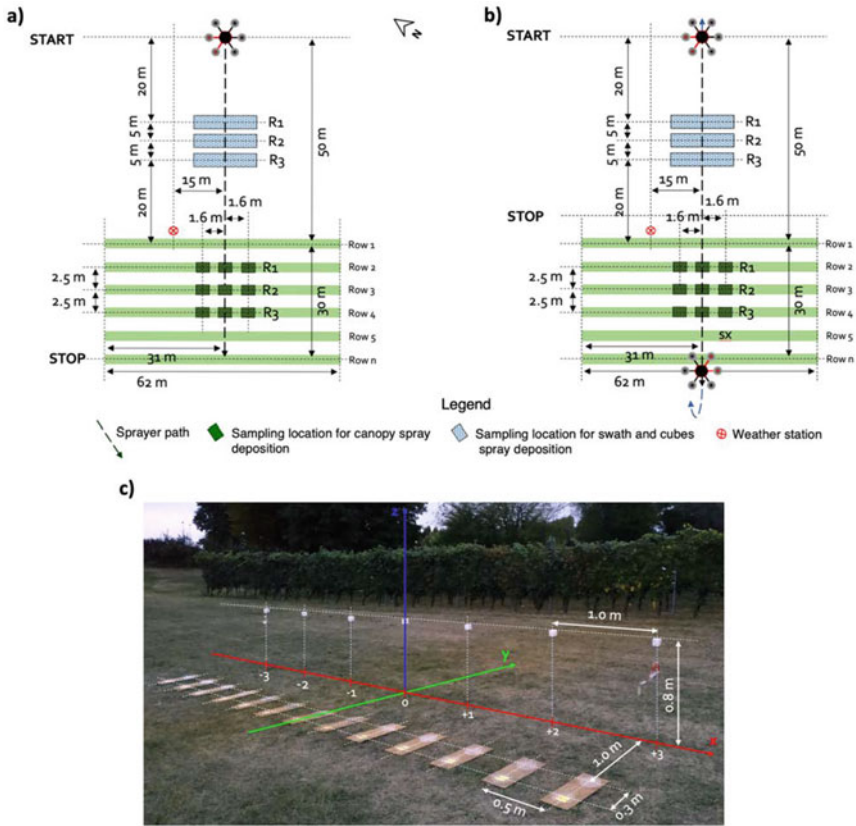 a)
START
N
20 m
5 m
5 m
20 m
R1
R2
R3
50 m
15 m
1.6 m
1.6 m
Row 1
R1
Row 2
2.5 m
R2
Row 3
2.5 m
R3
Row 4
30 m
Row 5
STOP
31 m
Row n
62 m
b)
START
20 m
5 m
5 m
20 m
R1
R2
R3
50 m
15 m
1.6 m
STOP
1.6 m
Row 1
R1
Row 2
2.5 m
R2
Row 3
2.5 m
R3
Row 4
30 m
sx
Row 5
31 m
Row n
62 m
Legend
Sprayer path
Sampling location for canopy spray
deposition
Sampling location for swath and cubes
spray deposition
Weather station
c)
z
1.0 m
y
-3
-2
-1
0
+1
+2
+3
x
0.8 m
1.0 m
0.5 m
0.3 m